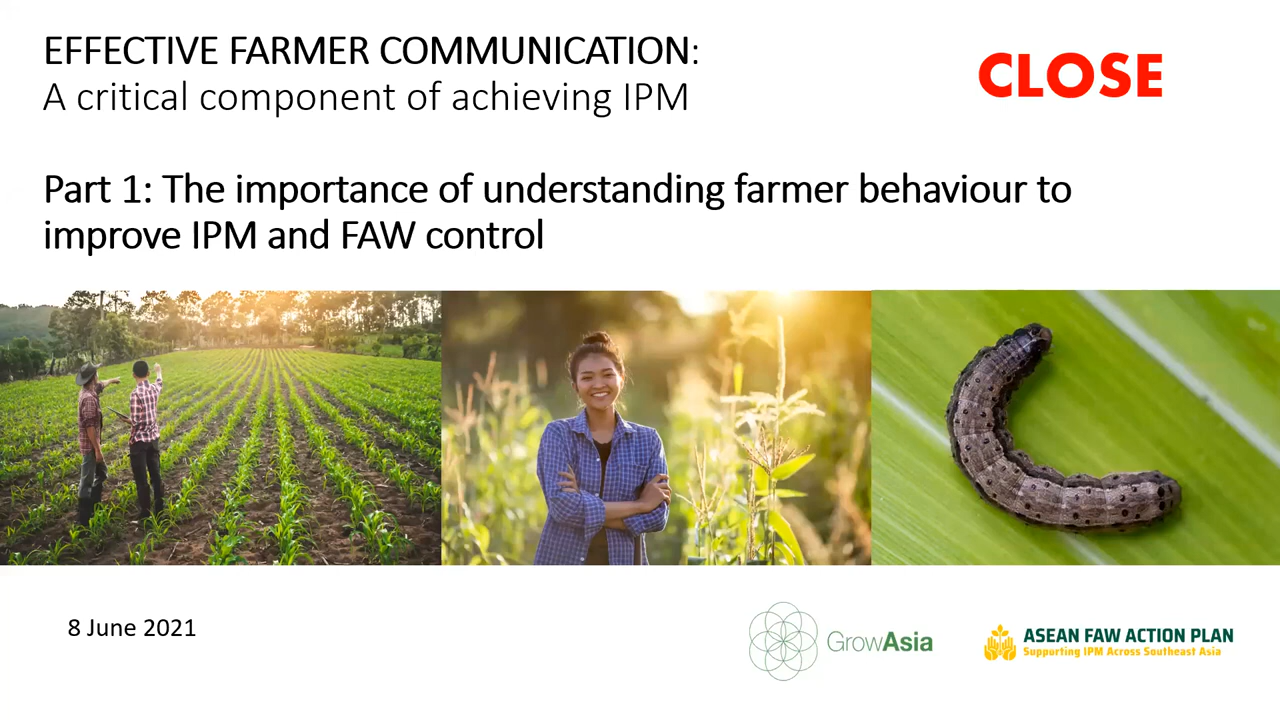 EFFECTIVE FARMER COMMUNICATION:
A critical component of achieving IPM
CLOSE
Part 1: The importance of understanding farmer behaviour to
improve IPM and FAW control
8 June 2021
GrowAsia
ASEAN FAW ACTION PLAN
Supporting IPM Across Southeast Asia